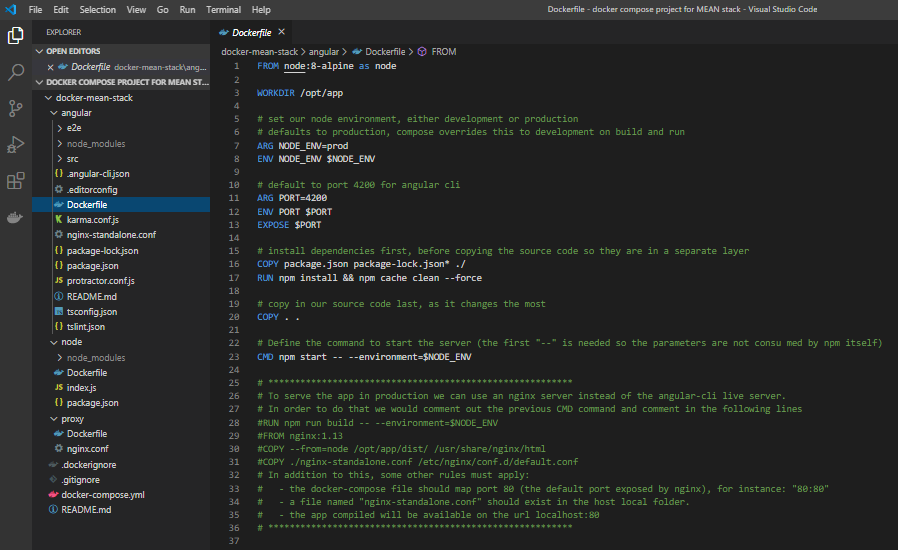 File Edit Selection View Go Run Terminal Help
Dockerfile - docker compose project for MEAN stack - Visual Studio Code
EXPLORER
OPEN EDITORS
Dockerfile docker-mean-stack\ang...
DOCKER COMPOSE PROJECT FOR MEAN ST...
docker-mean-stack
angular
e2e
node_modules
src
{ } .angular-cli.json
.editorconfig
Dockerfile
karma.conf.js
nginx-standalone.conf
{ } package-lock.json
{ } package.json
JS protractor.conf.js
README.md
tsconfig.json
{ } tslint.json
node
node_modules
Dockerfile
JS index.js
{ } package.json
proxy
Dockerfile
nginx.conf
.dockerignore
.gitignore
docker-compose.yml
README.md
Dockerfile
docker-mean-stack > angular > Dockerfile > FROM
1 FROM node:8-alpine as node
2
3 WORKDIR /opt/app
4
5 # set our node environment, either development or production
6 # defaults to production, compose overrides this to development on build and run
7 ARG NODE_ENV=prod
8 ENV NODE_ENV $NODE_ENV
9
10 # default to port 4200 for angular cli
11 ARG PORT=4200
12 ENV PORT $PORT
13 EXPOSE $PORT
14
15 # install dependencies first, before copying the source code so they are in a separate layer
16 COPY package.json package-lock.json* ./
17 RUN npm install && npm cache clean --force
18
19 # copy in our source code last, as it changes the most
20 COPY . .
21
22 # Define the command to start the server (the first "--" is needed so the parameters are not consu med by npm itself)
23 CMD npm start -- --environment=$NODE_ENV
24
25 # *********************************************************
26 # To serve the app in production we can use an nginx server instead of the angular-cli live server.
27 # In order to do that we would comment out the previous CMD command and comment in the following lines
28 #RUN npm run build -- --environment=$NODE_ENV
29 #FROM nginx:1.13
30 #COPY --from=node /opt/app/dist/ /usr/share/nginx/html
31 #COPY ./nginx-standalone.conf /etc/nginx/conf.d/default.conf
32 # In addition to this, some other rules must apply:
33 #   - the docker-compose file should map port 80 (the default port exposed by nginx), for instance: "80:80"
34 #   - a file named "nginx-standalone.conf" should exist in the host local folder.
35 #   - the app compiled will be available on the url localhost:80
36 # *********************************************************
37